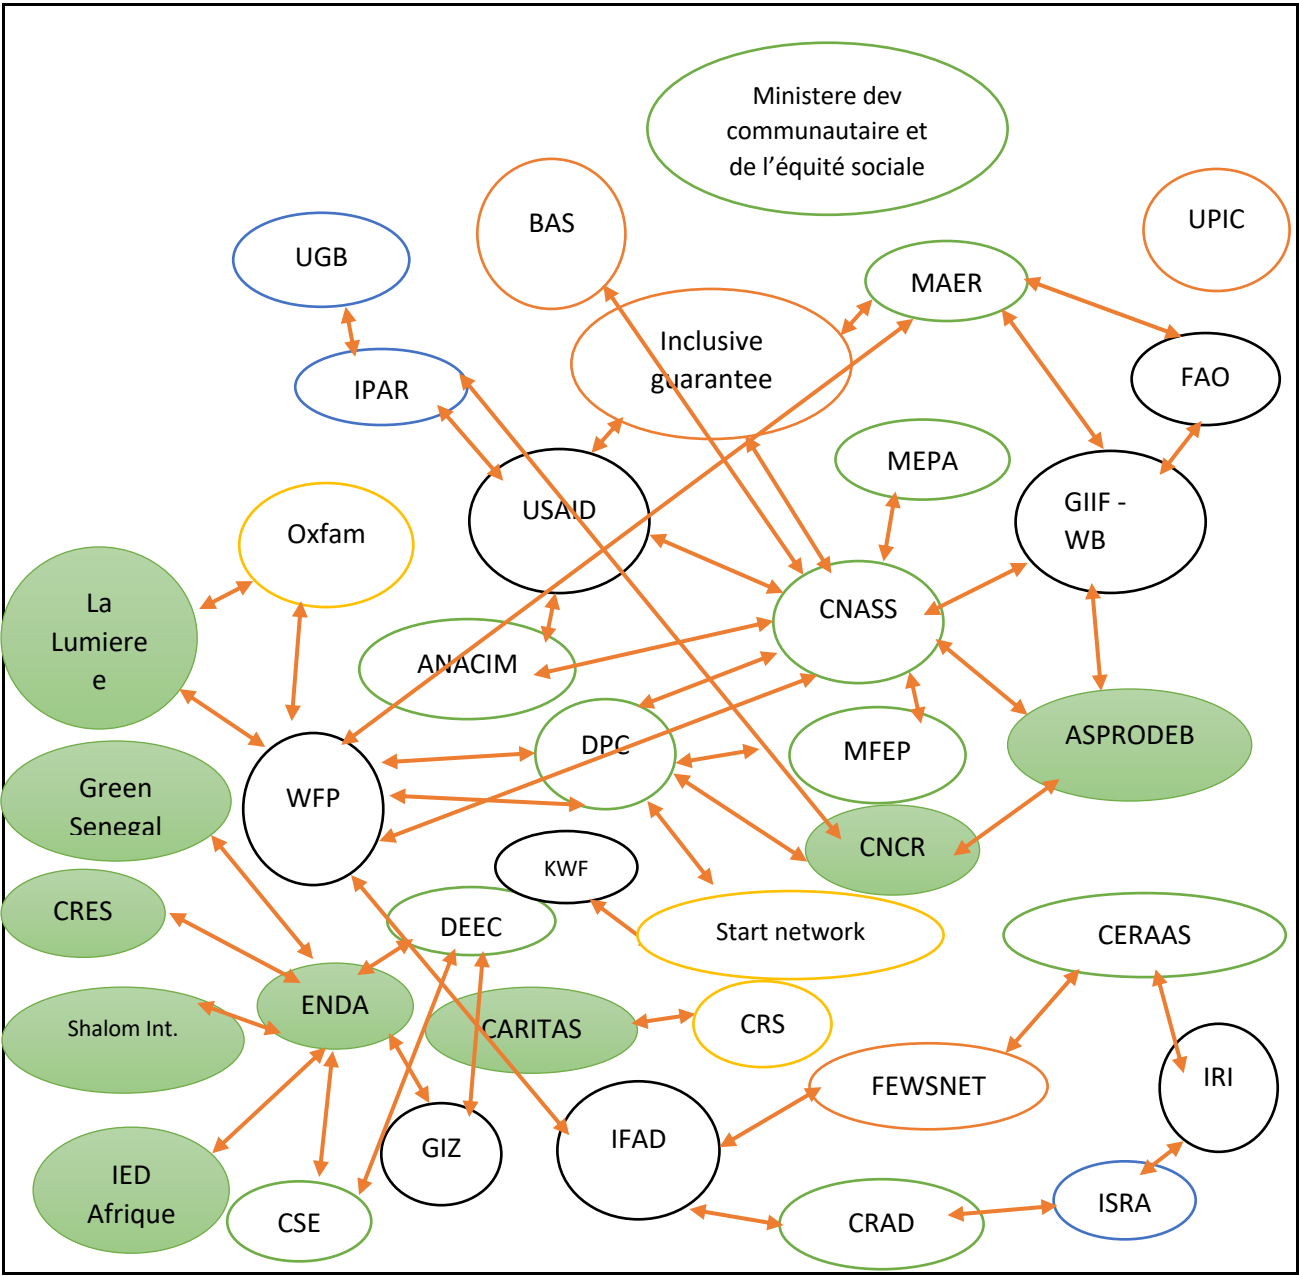 Ministere dev
communautaire et
de l’équité sociale
BAS
UPIC
UGB
MAER
Inclusive
guarantee
FAO
IPAR
MEPA
USAID
GIIF -
WB
Oxfam
La
Lumiere
e
CNASS
ANACIM
ASPRODEB
DPC
MFEP
Green
Senegal
WFP
CNCR
KWF
CRES
DEEC
Start network
CERAAS
ENDA
Shalom Int.
CARITAS
CRS
FEWSNET
IRI
IFAD
GIZ
IED
Afrique
CSE
CRAD
ISRA